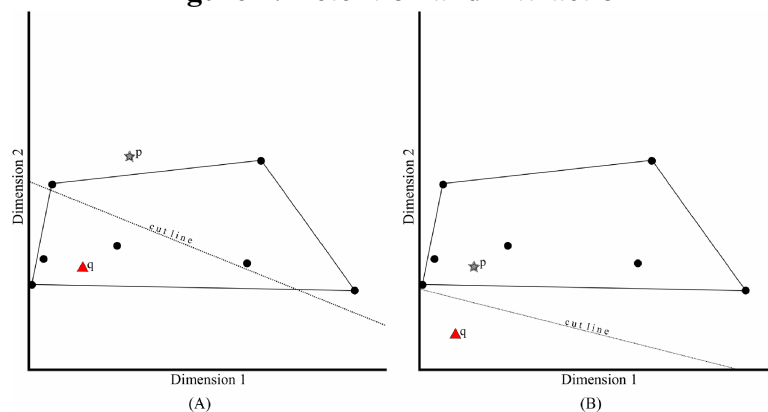 Dimension 2
p
cut line
q
Dimension 1
(A)
Dimension 2
p
cut line
q
Dimension 1
(B)